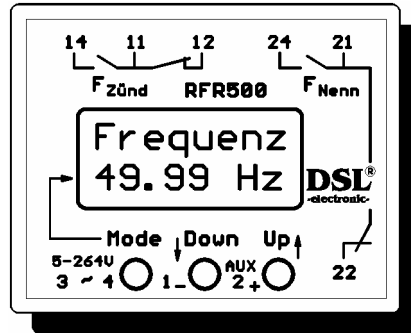 14 11 12 24 21
FZünd RFR500 FNenn
Frequenz
49.99 Hz
DSL®
-electronic-
Mode ↓Down Up↑
5-264V AUX
3 ~ 4 1- 2+ 22